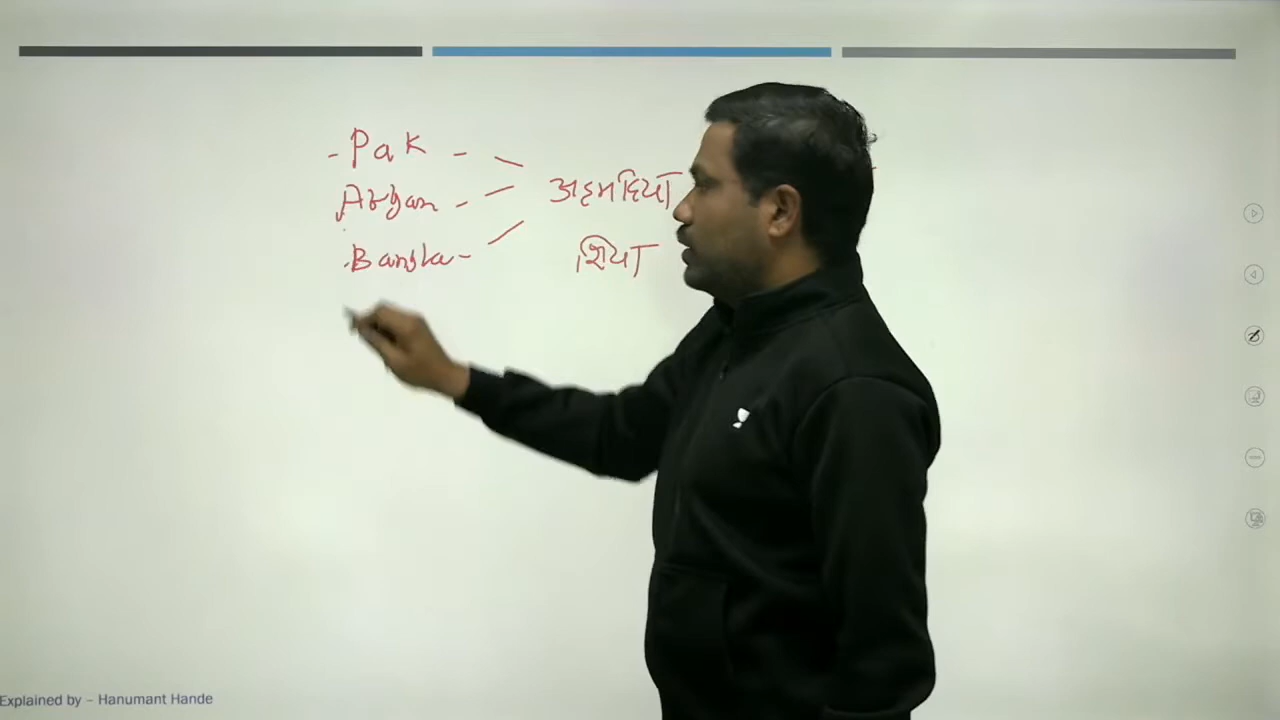 - Pak -
Afgan -
Bangla -
अहमदिया
शिया
Explained by – Hanumant Hande